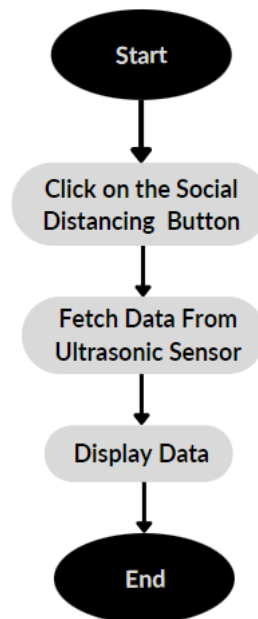 Start
Click on the Social
Distancing Button
Fetch Data From
Ultrasonic Sensor
Display Data
End